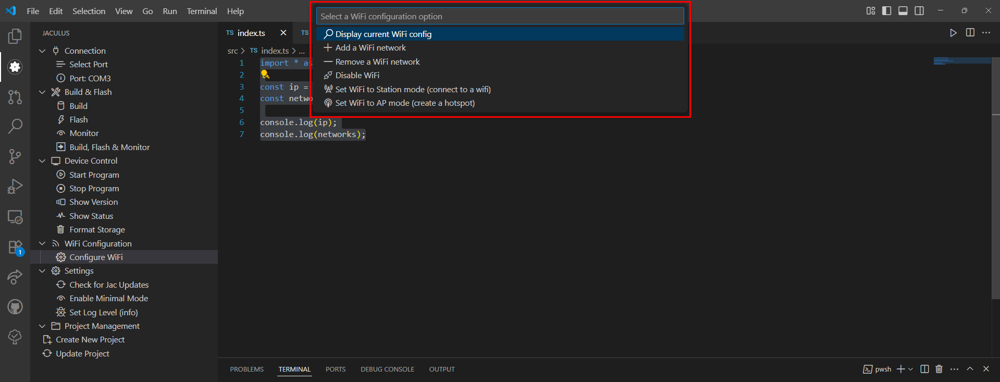 File Edit Selection View Go Run Terminal Help
JACULUS
Connection
Select Port
Port: COM3
Build & Flash
Build
Flash
Monitor
Build, Flash & Monitor
Device Control
Start Program
Stop Program
Show Version
Show Status
Format Storage
WiFi Configuration
Configure WiFi
Settings
Check for Jac Updates
Enable Minimal Mode
Set Log Level (info)
Project Management
Create New Project
Update Project
1
TS index.ts
TS
src > TS index.ts > ...
1 import * as
2
3 const ip =
4 const netw
5
6 console.log(ip);
7 console.log(networks);
Select a WiFi configuration option
Display current WiFi config
Add a WiFi network
Remove a WiFi network
Disable WiFi
Set WiFi to Station mode (connect to a wifi)
Set WiFi to AP mode (create a hotspot)
PROBLEMS TERMINAL PORTS DEBUG CONSOLE OUTPUT
pwsh